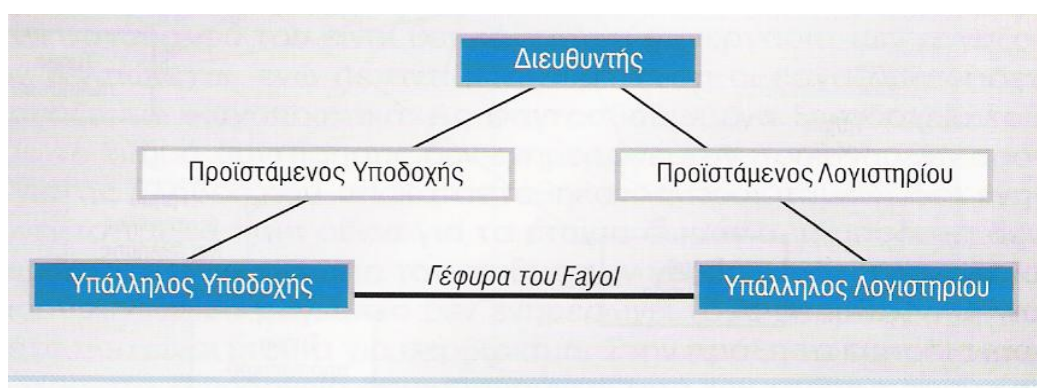 Διευθυντής
Προϊστάμενος Υποδοχής
Προϊστάμενος Λογιστηρίου
Υπάλληλος Υποδοχής
Γέφυρα του Fayol
Υπάλληλος Λογιστηρίου